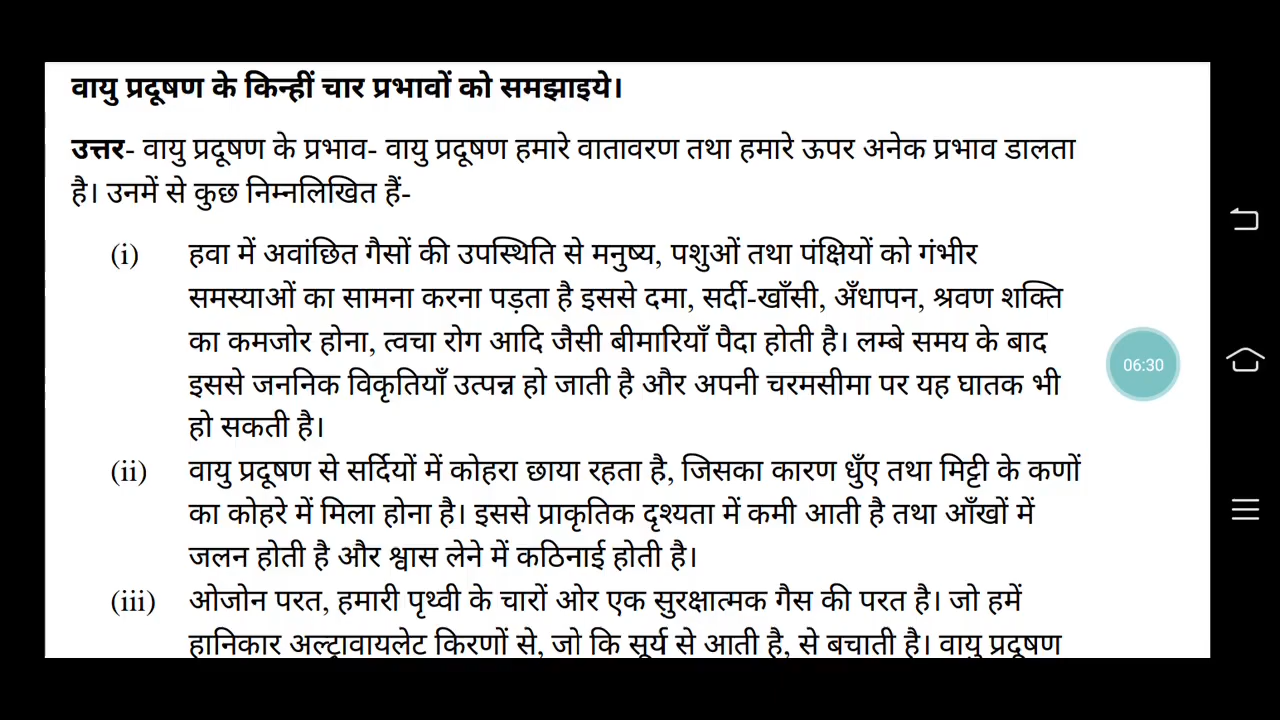 वायु प्रदूषण के किन्हीं चार प्रभावों को समझाइये।
उत्तर- वायु प्रदूषण के प्रभाव- वायु प्रदूषण हमारे वातावरण तथा हमारे ऊपर अनेक प्रभाव डालता
है। उनमें से कुछ निम्नलिखित हैं-
(i) हवा में अवांछित गैसों की उपस्थिति से मनुष्य, पशुओं तथा पंक्षियों को गंभीर
समस्याओं का सामना करना पड़ता है इससे दमा, सर्दी-खाँसी, अँधापन, श्रवण शक्ति
का कमजोर होना, त्वचा रोग आदि जैसी बीमारियाँ पैदा होती है। लम्बे समय के बाद
इससे जननिक विकृतियाँ उत्पन्न हो जाती है और अपनी चरमसीमा पर यह घातक भी
हो सकती है।
(ii) वायु प्रदूषण से सर्दियों में कोहरा छाया रहता है, जिसका कारण धुँए तथा मिट्टी के कणों
का कोहरे में मिला होना है। इससे प्राकृतिक दृश्यता में कमी आती है तथा आँखों में
जलन होती है और श्वास लेने में कठिनाई होती है।
(iii) ओजोन परत, हमारी पृथ्वी के चारों ओर एक सुरक्षात्मक गैस की परत है। जो हमें
हानिकार अल्ट्रावायलेट किरणों से, जो कि सूर्य से आती है, से बचाती है। वायु प्रदूषण
06:30